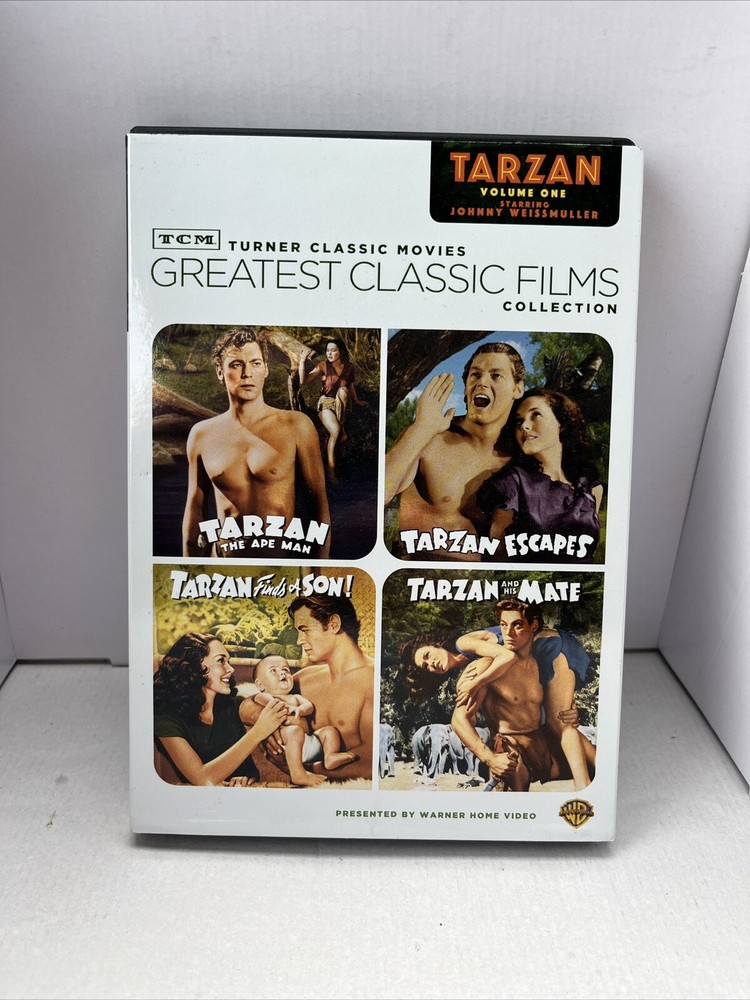 TARZAN
VOLUME ONE
STARRING
JOHNNY WEISSMULLER
TCM
TURNER CLASSIC MOVIES
GREATEST CLASSIC FILMS
COLLECTION
TARZAN
THE APE MAN
TARZAN ESCAPES
TARZAN Finds A SON!
TARZAN AND HIS MATE
PRESENTED BY WARNER HOME VIDEO
WB